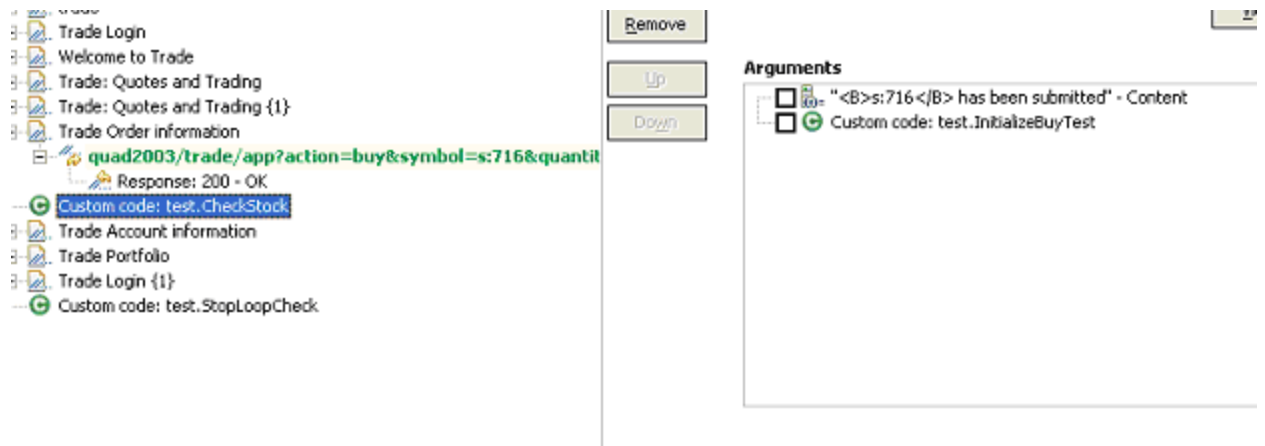 Trade Login
Welcome to Trade
Trade: Quotes and Trading
Trade: Quotes and Trading {1}
Trade Order information
quad2003/trade/app?action=buy&symbol=s:716&quantit
Response: 200 - OK
Custom code: test.CheckStock
Trade Account information
Trade Portfolio
Trade Login {1}
Custom code: test.StopLoopCheck
Remove
Up
Down
Arguments
"<B>s:716</B> has been submitted" - Content
Custom code: test.InitializeBuyTest